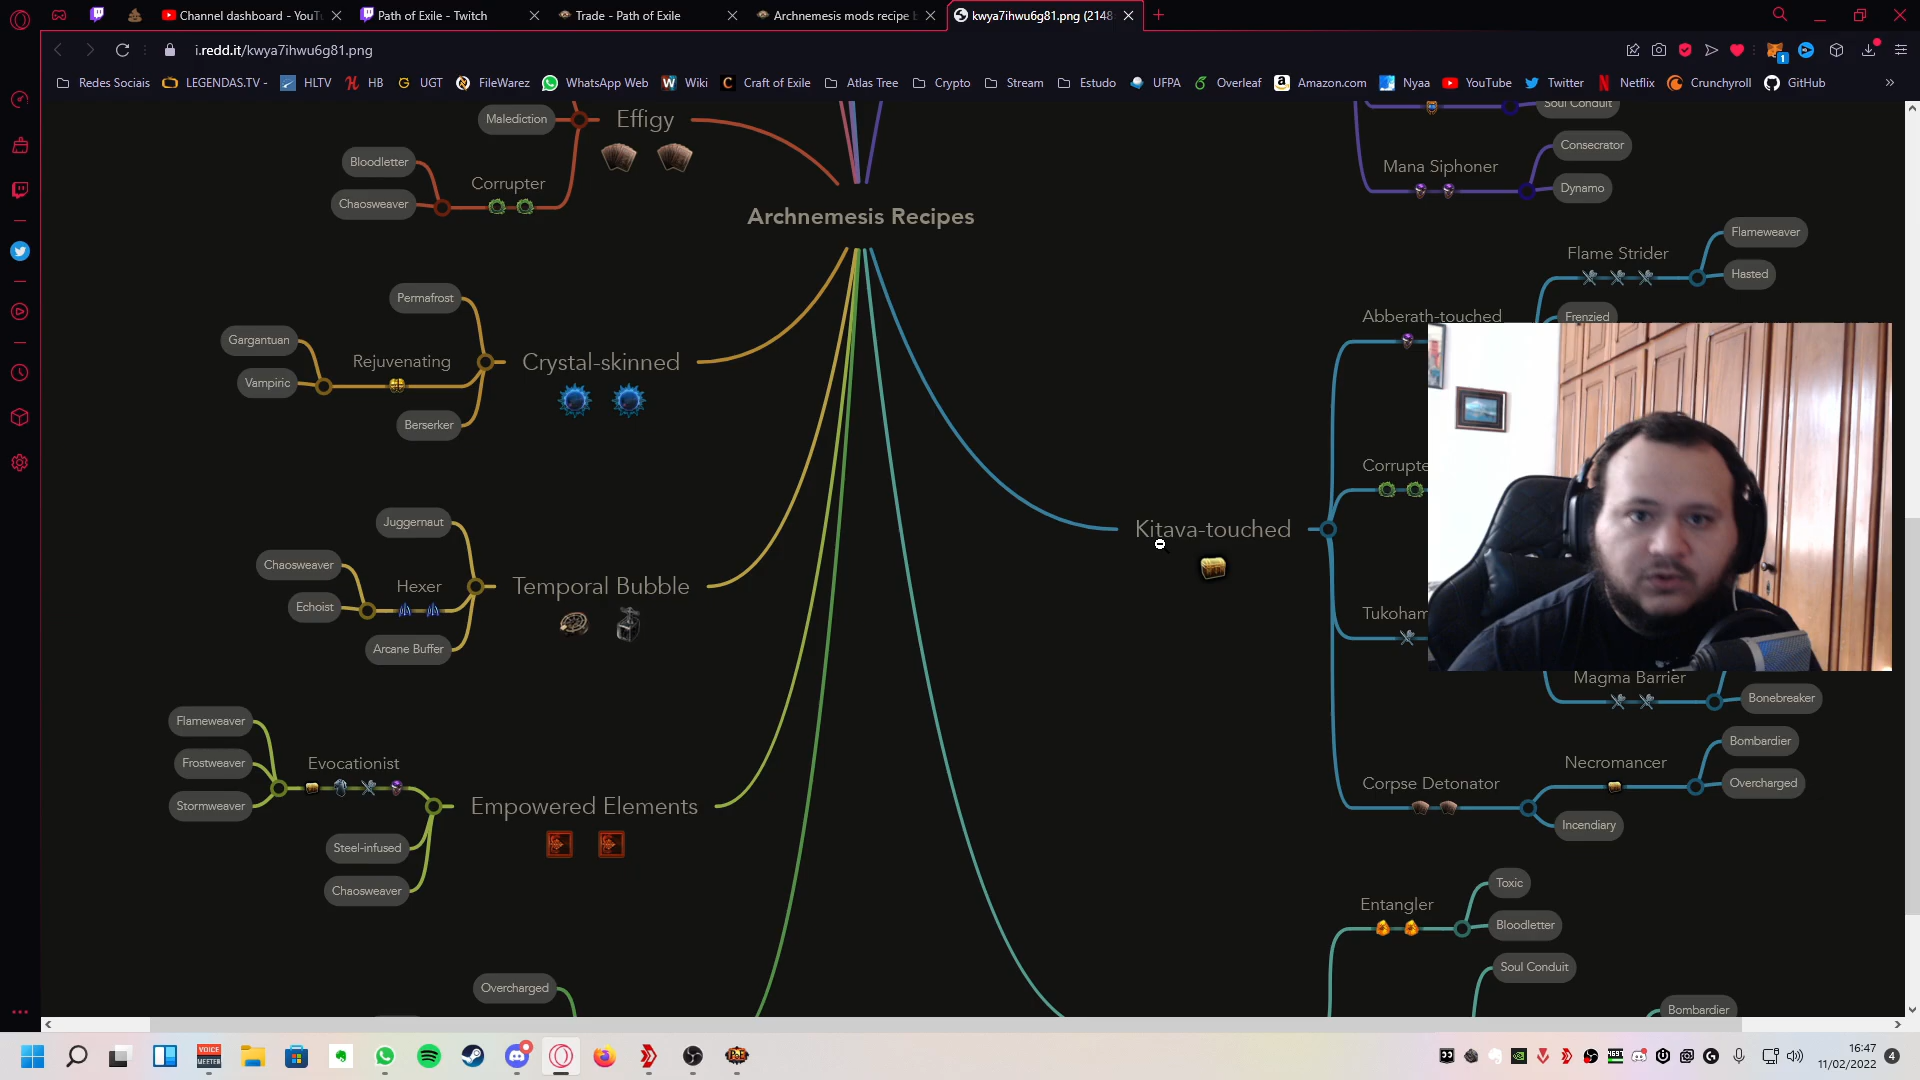 Channel dashboard - YouTu
Path of Exile - Twitch
Trade - Path of Exile
Archnemesis mods recipe
kwya7ihwu6g81.png (2148
i.redd.it/kwya7ihwu6g81.png
Redes Sociais
LEGENDAS.TV -
HLTV
HB
UGT
FileWarez
WhatsApp Web
Wiki
Craft of Exile
Atlas Tree
Crypto
Stream
Estudo
UFPA
Overleaf
Amazon.com
Nyaa
YouTube
Twitter
Netflix
Crunchyroll
GitHub
Malediction
Effigy
Bloodletter
Corrupter
Chaosweaver
Archnemesis Recipes
Soul Conduit
Mana Siphoner
Consecrator
Dynamo
Flame Strider
Flameweaver
Hasted
Abberath-touched
Frenzied
Permafrost
Gargantuan
Rejuvenating
Vampiric
Crystal-skinned
Berserker
Corrupte
Kitava-touched
Juggernaut
Chaosweaver
Hexer
Echoist
Temporal Bubble
Arcane Buffer
Tukoham
Magma Barrier
Bonebreaker
Flameweaver
Frostweaver
Evocationist
Stormweaver
Empowered Elements
Steel-infused
Chaosweaver
Corpse Detonator
Necromancer
Bombardier
Overcharged
Incendiary
Entangler
Toxic
Bloodletter
Soul Conduit
Bombardier
Overcharged
16:47
11/02/2022
4